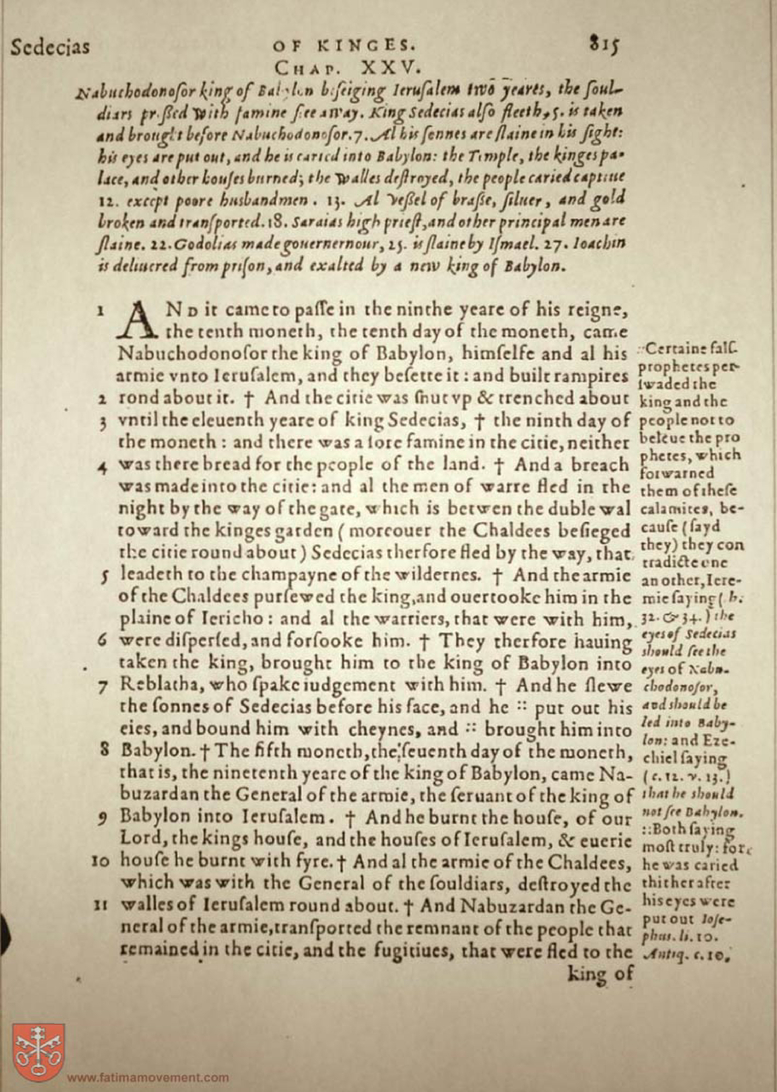 Sedecias OF KINGES. 815
CHAP. XXV.
Nabuchodonosor king of Babilon beseiging Ierusalem two yeares, the soul-
diars pressed with famine flee away. King Sedecias also fleeth, 5. is taken
and brought before Nabuchodonosor. 7. Al his sonnes are slaine in his sight:
his eyes are put out, and he is caried into Babylon: the Temple, the kinges pa-
lace, and other houses burned; the walles destroyed, the people caried captiue
12. except poore husbandmen. 13. Al vessel of brasse, siluer, and gold
broken and transported. 18. Saraias high priest, and other principal men are
slaine. 22. Godolias made gouernernour, 25. is slaine by Ismael. 27. Ioachin
is deliuered from prison, and exalted by a new king of Babylon.
1 AND it came to passe in the ninthe yeare of his reigne,
the tenth moneth, the tenth day of the moneth, came
Nabuchodonosor the king of Babylon, himselfe and al his
armie vnto Ierusalem, and they besette it: and built rampires
2 rond about it. † And the citie was shut vp & trenched about
3 vntil the eleuenth yeare of king Sedecias, † the ninth day of
the moneth: and there was a sore famine in the citie, neither
4 was there bread for the people of the land. † And a breach
was made into the citie: and al the men of warre fled in the
night by the way of the gate, which is betwen the duble wal
toward the kinges garden (moreouer the Chaldees besieged
the citie round about) Sedecias therfore fled by the way, that
5 leadeth to the champayne of the wildernes. † And the armie
of the Chaldees pursewed the king, and ouertooke him in the
plaine of Iericho: and al the warriers, that were with him,
6 were dispersed, and forsooke him. † They therfore hauing
taken the king, brought him to the king of Babylon into
7 Reblatha, who spake iudgement with him. † And he slewe
the sonnes of Sedecias before his face, and he :: put out his
eies, and bound him with cheynes, and :: brought him into
8 Babylon. † The fifth moneth, the seuenth day of the moneth,
that is, the ninetenth yeare of the king of Babylon, came Na-
buzardan the General of the armie, the seruant of the king of
9 Babylon into Ierusalem. † And he burnt the house, of our
Lord, the kings house, and the houses of Ierusalem, & euerie
10 house he burnt with fyre. † And al the armie of the Chaldees,
which was with the General of the souldiars, destroyed the
11 walles of Ierusalem round about. † And Nabuzardan the Ge-
neral of the armie, transported the remnant of the people that
remained in the citie, and the fugitiues, that were fled to the
king of
::Certaine fals
prophetes per-
swaded the
king and the
people not to
beleue the pro
phetes, which
forwarned
them of these
calamites, be-
cause (sayd
they) they con
tradicte one
an other, Iere-
mie saying (
32. & 34.) the
eyes of Sedecias
should see the
eyes of Nabu-
chodonosor,
and should be
led into Baby-
lon: and Eze-
chiel saying
(c. 12. v. 13.)
that he should
not see Babylon.
::Both saying
most truly: for
he was caried
thither after
his eyes were
put out Iose-
phus. li. 10.
Antiq. c. 10.
www.fatimamovement.com